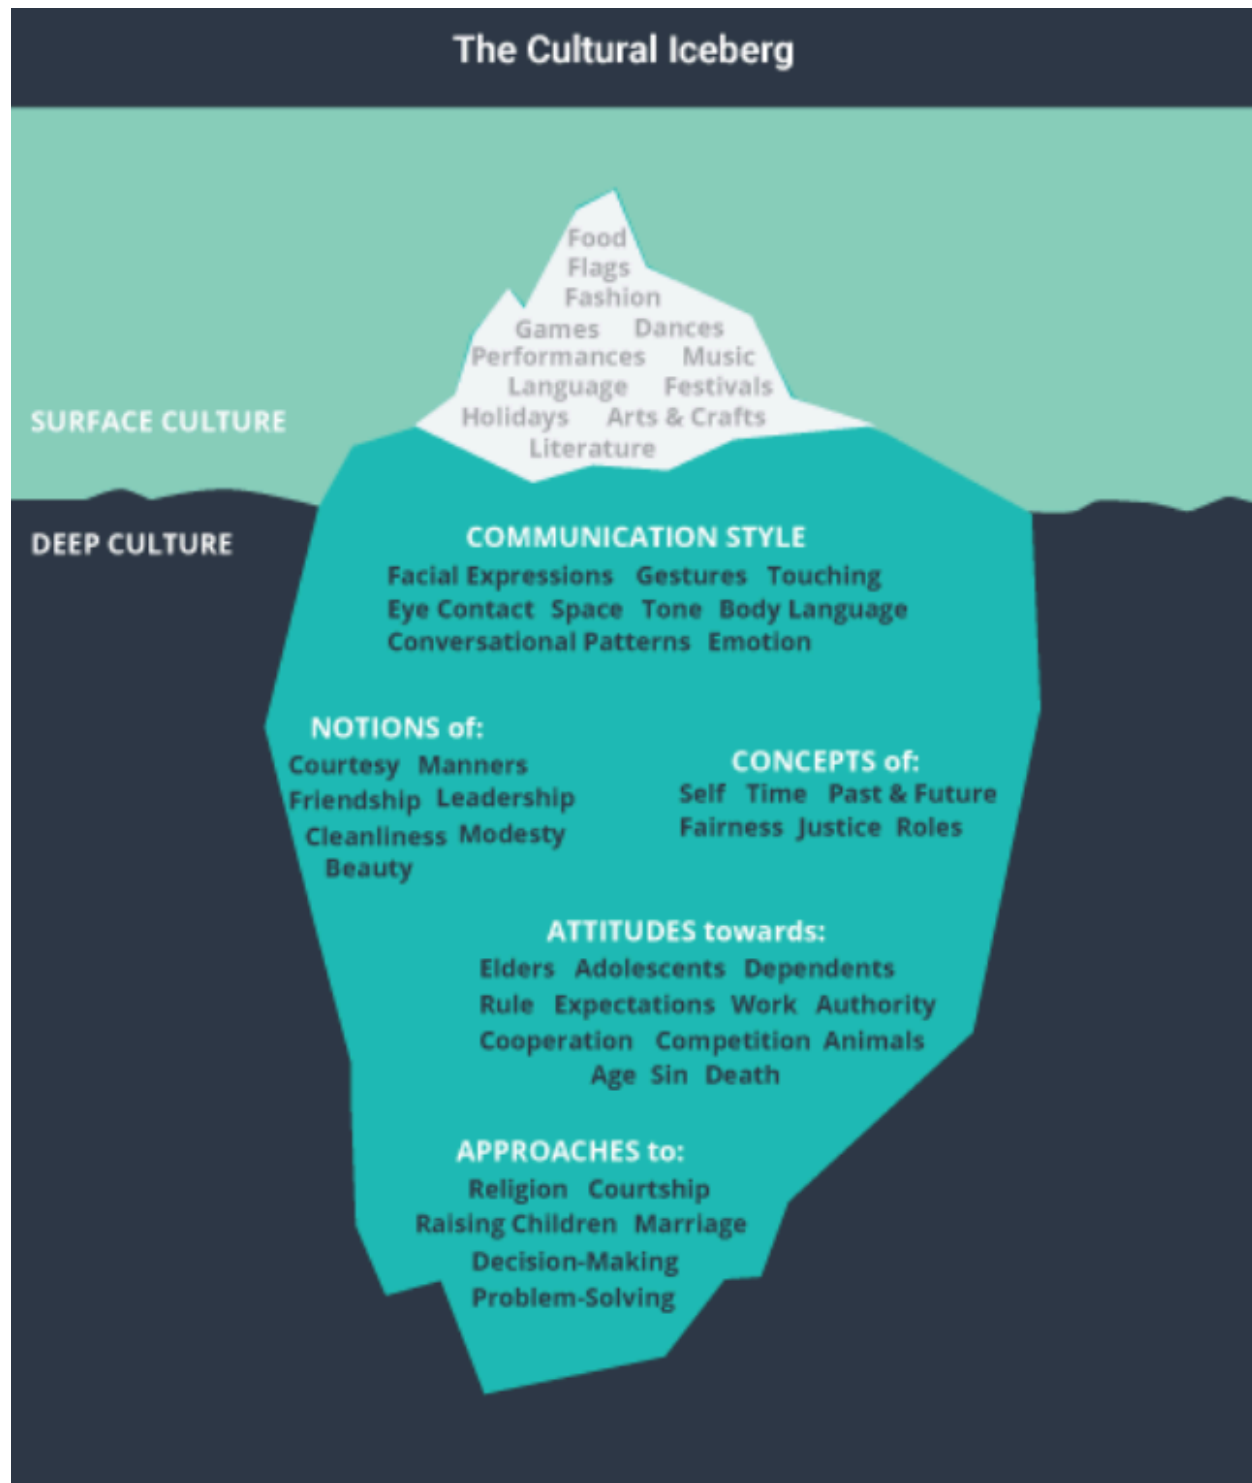 The Cultural Iceberg
Food
Flags
Fashion
Games Dances
Performances Music
Language Festivals
Holidays Arts & Crafts
Literature
SURFACE CULTURE
DEEP CULTURE
COMMUNICATION STYLE
Facial Expressions Gestures Touching
Eye Contact Space Tone Body Language
Conversational Patterns Emotion
NOTIONS of:
Courtesy Manners
Friendship Leadership
Cleanliness Modesty
Beauty
CONCEPTS of:
Self Time Past & Future
Fairness Justice Roles
ATTITUDES towards:
Elders Adolescents Dependents
Rule Expectations Work Authority
Cooperation Competition Animals
Age Sin Death
APPROACHES to:
Religion Courtship
Raising Children Marriage
Decision-Making
Problem-Solving